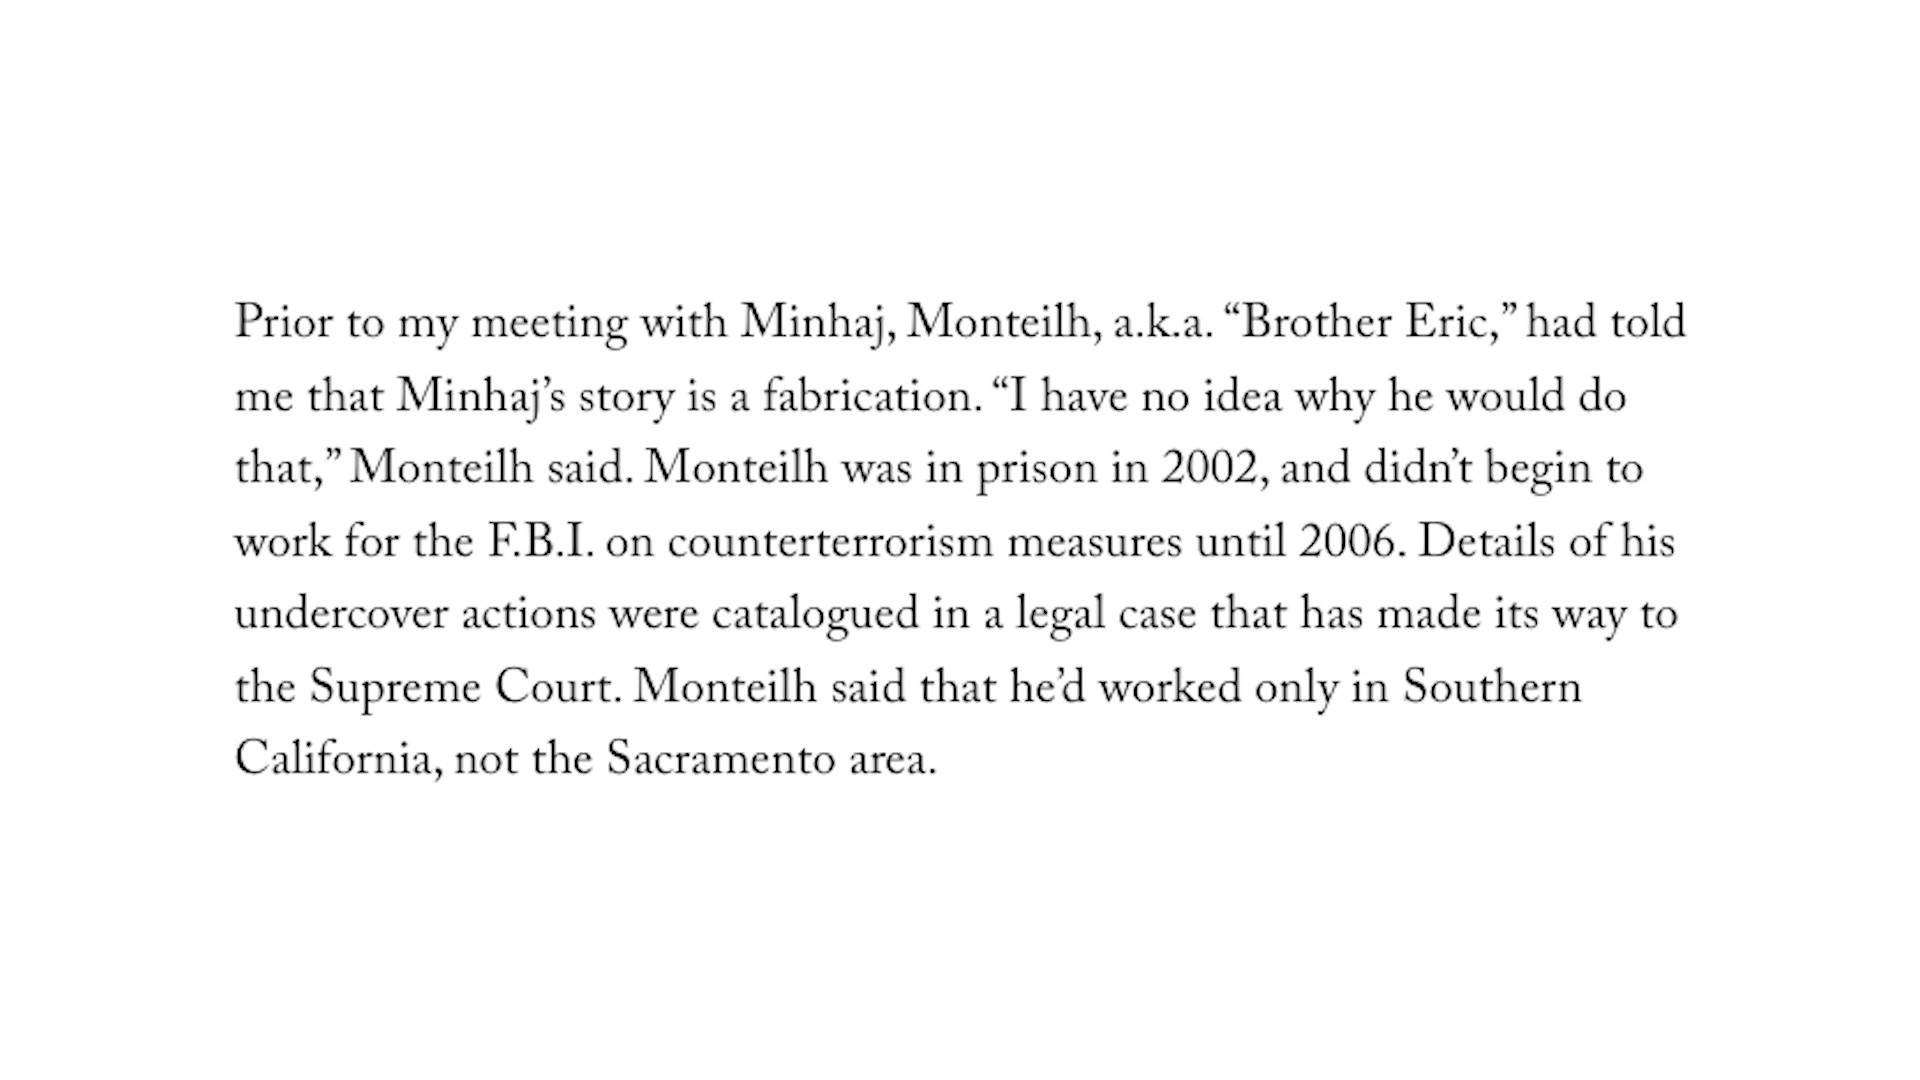 Prior to my meeting with Minhaj, Monteilh, a.k.a. “Brother Eric,” had told
me that Minhaj’s story is a fabrication. “I have no idea why he would do
that,” Monteilh said. Monteilh was in prison in 2002, and didn’t begin to
work for the F.B.I. on counterterrorism measures until 2006. Details of his
undercover actions were catalogued in a legal case that has made its way to
the Supreme Court. Monteilh said that he’d worked only in Southern
California, not the Sacramento area.